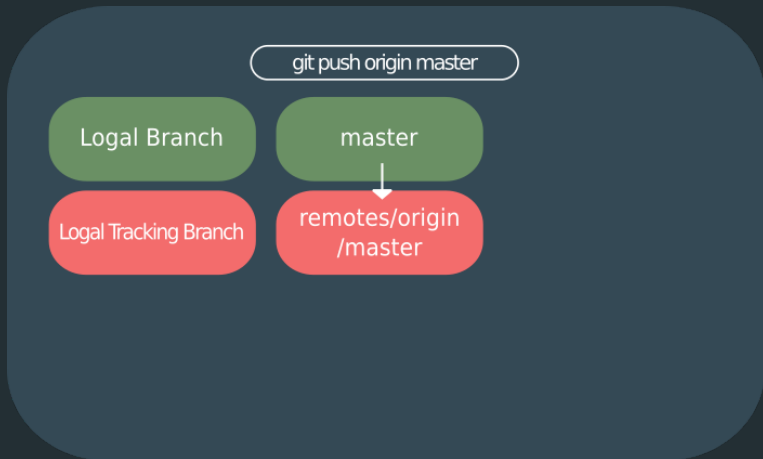 git push origin master
Logal Branch
master
Logal Tracking Branch
remotes/origin
/master